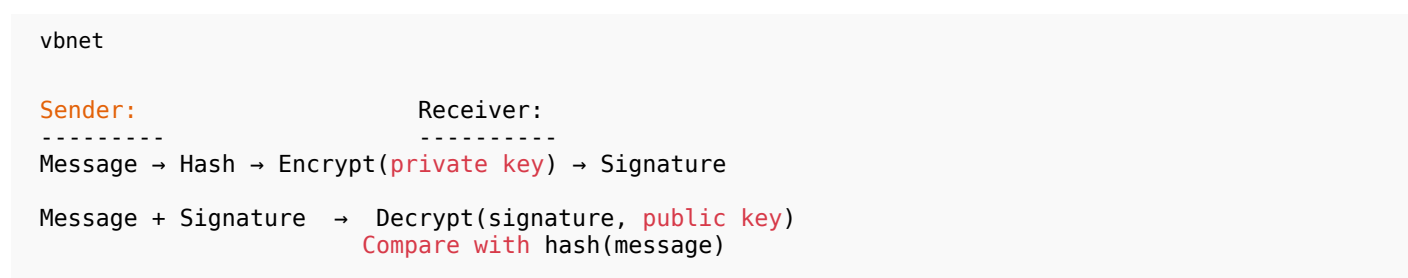 vbnet
Sender:                       Receiver:
---------                     ----------
Message → Hash → Encrypt(private key) → Signature
Message + Signature  →  Decrypt(signature, public key)
                       Compare with hash(message)